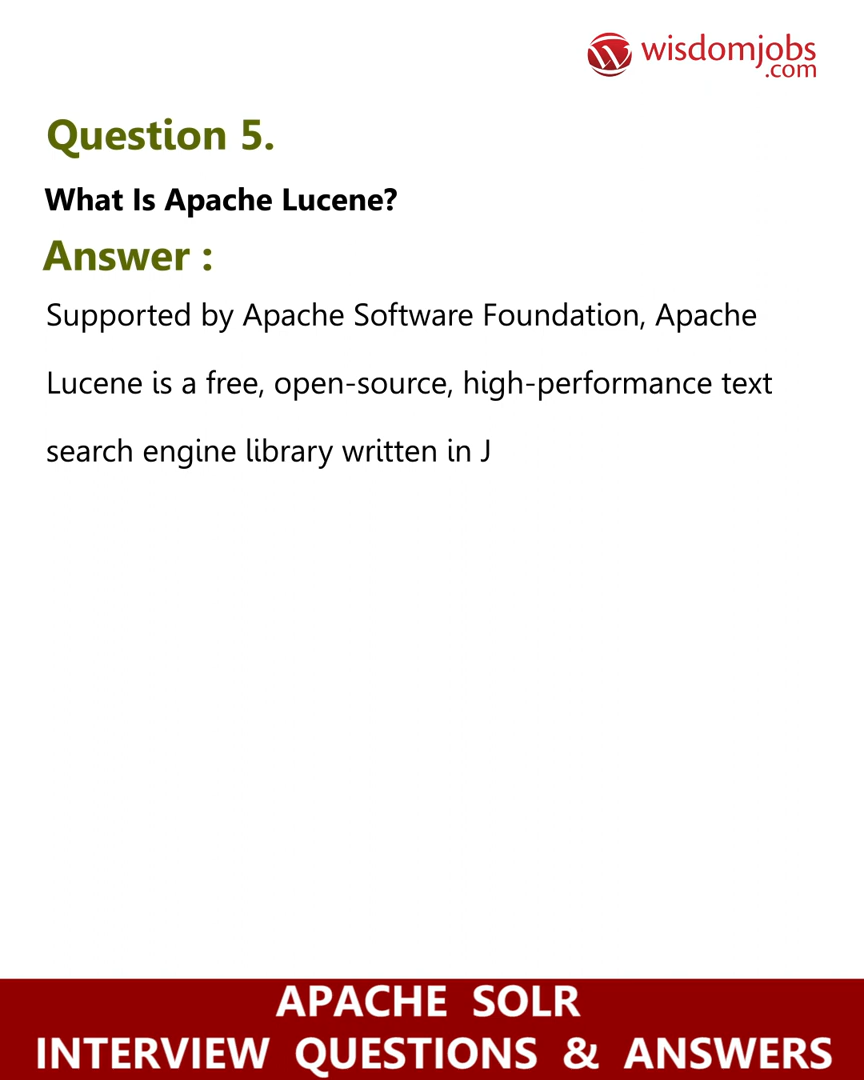 wisdomjobs
.com
Question 5.
What Is Apache Lucene?
Answer :
Supported by Apache Software Foundation, Apache
Lucene is a free, open-source, high-performance text
search engine library written in J
APACHE SOLR
INTERVIEW QUESTIONS & ANSWERS